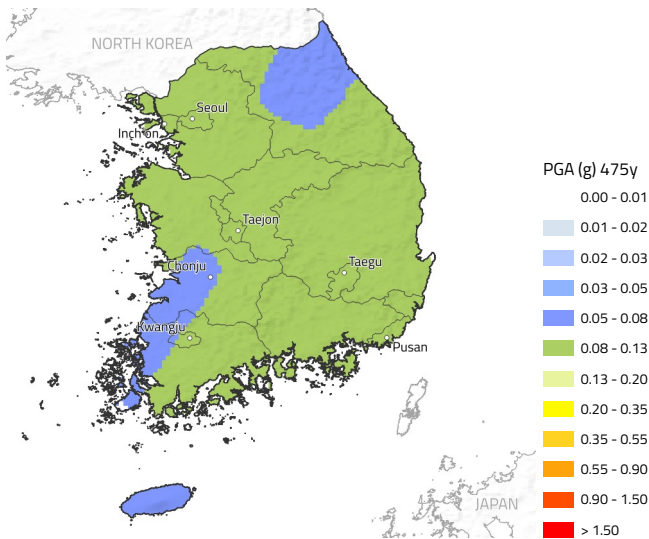 NORTH KOREA
Seoul
Inch'on
Taejon
Chonju
Taegu
Kwangju
Pusan
JAPAN
PGA (g) 475y
0.00 - 0.01
0.01 - 0.02
0.02 - 0.03
0.03 - 0.05
0.05 - 0.08
0.08 - 0.13
0.13 - 0.20
0.20 - 0.35
0.35 - 0.55
0.55 - 0.90
0.90 - 1.50
> 1.50